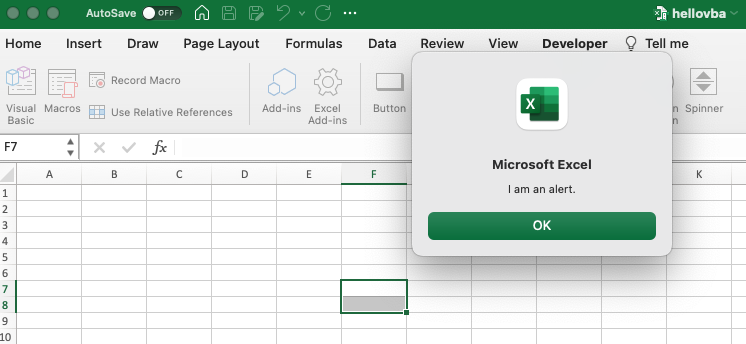 AutoSave OFF ... hellovba
Home Insert Draw Page Layout Formulas Data Review View Developer Tell me
Visual Basic Macros Record Macro Use Relative References Add-ins Excel Add-ins Button Spinner
F7 fx
A B C D E F K
1
2
3
4
5
6
7
8
9
10
X
Microsoft Excel
I am an alert.
OK